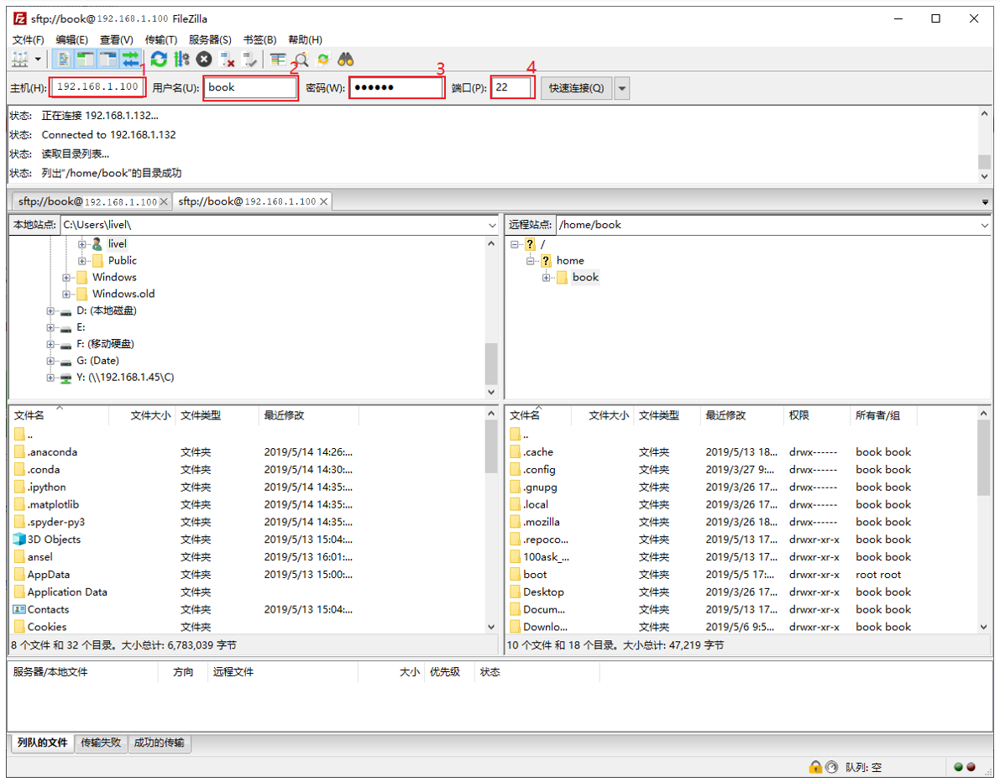 sftp://book@192.168.1.100 FileZilla
文件(F) 编辑(E) 查看(V) 传输(T) 服务器(S) 书签(B) 帮助(H)
1 2 3 4
主机(H): 192.168.1.100 用户名(U): book 密码(W): ●●●●●● 端口(P): 22 快速连接(Q)
状态: 正在连接 192.168.1.132...
状态: Connected to 192.168.1.132
状态: 读取目录列表...
状态: 列出"/home/book"的目录成功
sftp://book@192.168.1.100 sftp://book@192.168.1.100
本地站点: C:\Users\livel\
livel
Public
Windows
Windows.old
D: (本地磁盘)
E:
F: (移动硬盘)
G: (Date)
Y: (\\192.168.1.45\C)
远程站点: /home/book
/
home
book
文件名 文件大小 文件类型 最近修改
..
.anaconda 文件夹 2019/5/14 14:26:...
.conda 文件夹 2019/5/14 14:30:...
.ipython 文件夹 2019/5/14 14:35:...
.matplotlib 文件夹 2019/5/14 14:35:...
.spyder-py3 文件夹 2019/5/14 14:35:...
3D Objects 文件夹 2019/5/13 15:04:...
ansel 文件夹 2019/5/13 16:01:...
AppData 文件夹 2019/5/13 15:00:...
Application Data 文件夹
Contacts 文件夹 2019/5/13 15:04:...
Cookies 文件夹
8 个文件 和 32 个目录。大小总计: 6,783,039 字节
文件名 文件大小 文件类型 最近修改 权限 所有者/组
..
.cache 文件夹 2019/5/13 18... drwx------ book book
.config 文件夹 2019/3/27 9:... drwx------ book book
.gnupg 文件夹 2019/3/26 17... drwx------ book book
.local 文件夹 2019/3/26 17... drwx------ book book
.mozilla 文件夹 2019/3/26 18... drwx------ book book
.repoco... 文件夹 2019/5/13 17... drwxr-xr-x book book
100ask_... 文件夹 2019/5/13 17... drwxr-xr-x book book
boot 文件夹 2019/5/5 17:... drwxr-xr-x root root
Desktop 文件夹 2019/3/26 17... drwxr-xr-x book book
Docum... 文件夹 2019/5/13 17... drwxr-xr-x book book
Downlo... 文件夹 2019/5/6 9:5... drwxr-xr-x book book
10 个文件 和 18 个目录。大小总计: 47,219 字节
服务器/本地文件 方向 远程文件 大小 优先级 状态
列队的文件 传输失败 成功的传输
队列: 空